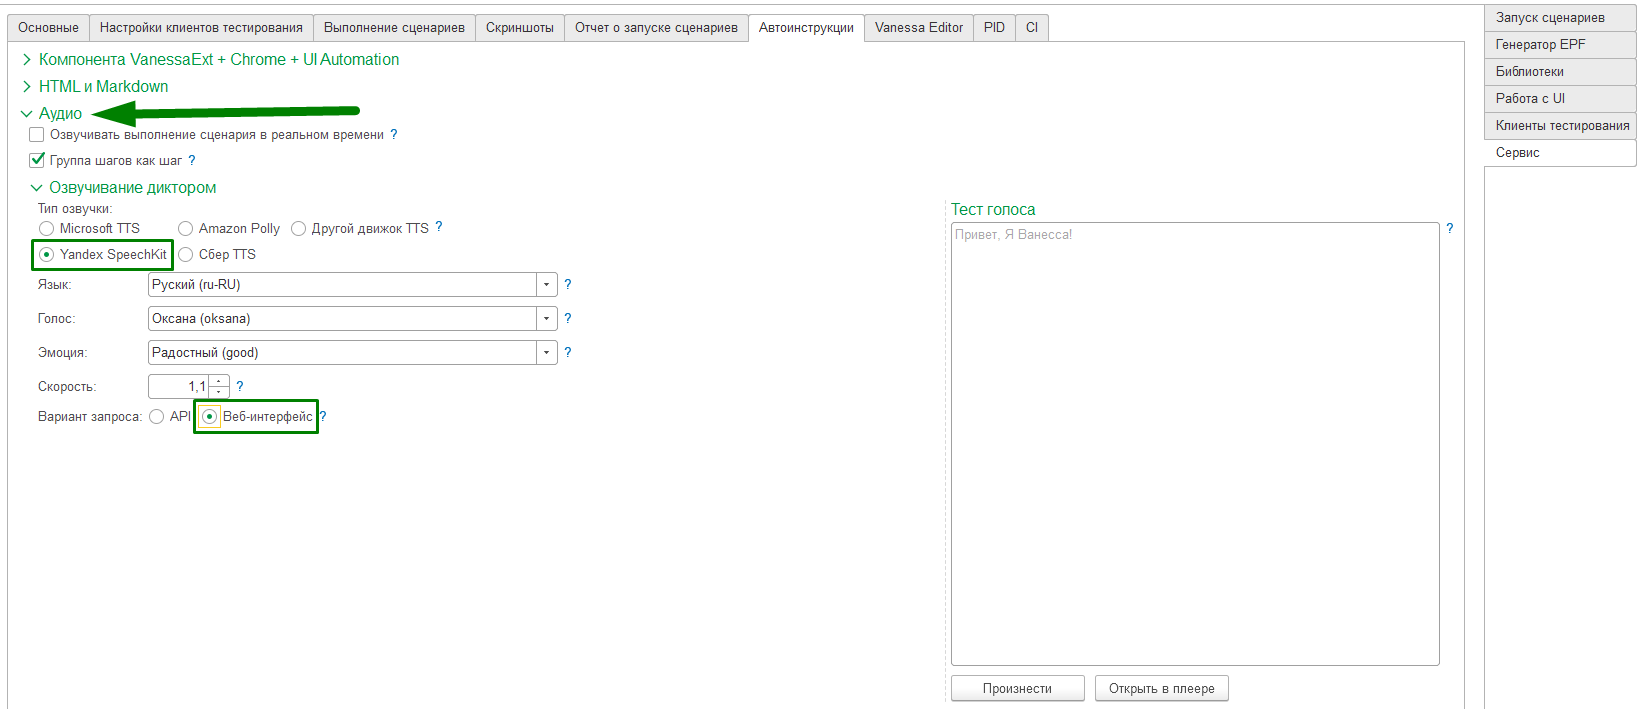 Основные Настройки клиентов тестирования Выполнение сценариев Скриншоты Отчет о запуске сценариев Автоинструкции Vanessa Editor PID CI
Запуск сценариев
Генератор EPF
Библиотеки
Работа с UI
Клиенты тестирования
Сервис
Компонента VanessaExt + Chrome + UI Automation
HTML и Markdown
Аудио
Озвучивать выполнение сценария в реальном времени ?
Группа шагов как шаг ?
Озвучивание диктором
Тип озвучки:
Microsoft TTS Amazon Polly Другой движок TTS ?
Yandex SpeechKit Сбер TTS
Язык: Руский (ru-RU) ?
Голос: Оксана (oksana) ?
Эмоция: Радостный (good) ?
Скорость: 1,1 ?
Вариант запроса: API Веб-интерфейс ?
Тест голоса
Привет, Я Ванесса! ?
Произнести Открыть в плеере